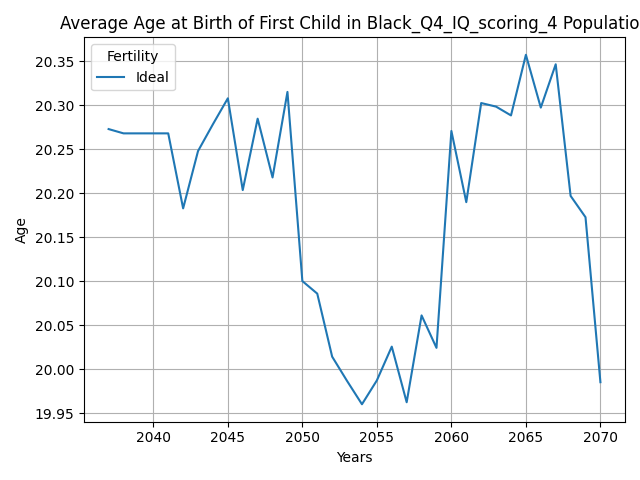 Average Age at Birth of First Child in Black_Q4_IQ_scoring_4 Populatio
Fertility
Ideal
Age
20.35
20.30
20.25
20.20
20.15
20.10
20.05
20.00
19.95
2040 2045 2050 2055 2060 2065 2070
Years